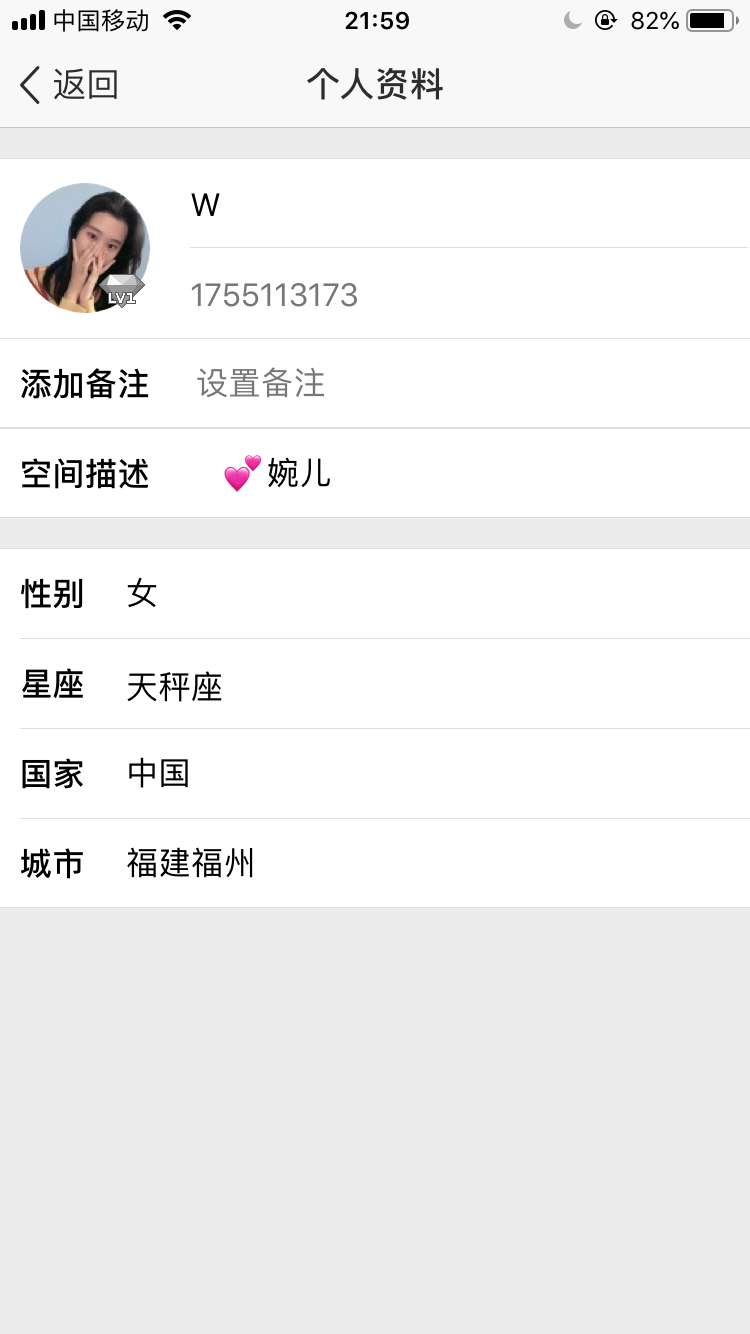 中国移动 21:59 82%
返回 个人资料
W
LV1
1755113173
添加备注 设置备注
空间描述 💕婉儿
性别 女
星座 天秤座
国家 中国
城市 福建福州